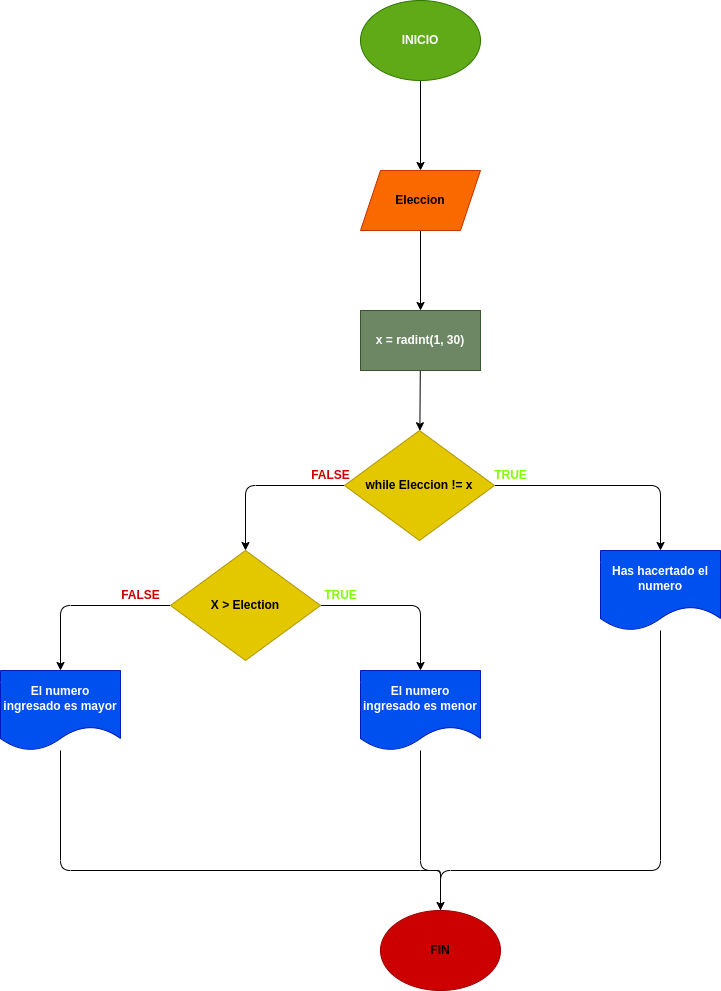 INICIO
Eleccion
x = radint(1, 30)
FALSE
TRUE
while Eleccion != x
Has hacertado el
numero
FALSE
TRUE
X > Election
El numero
ingresado es mayor
El numero
ingresado es menor
FIN